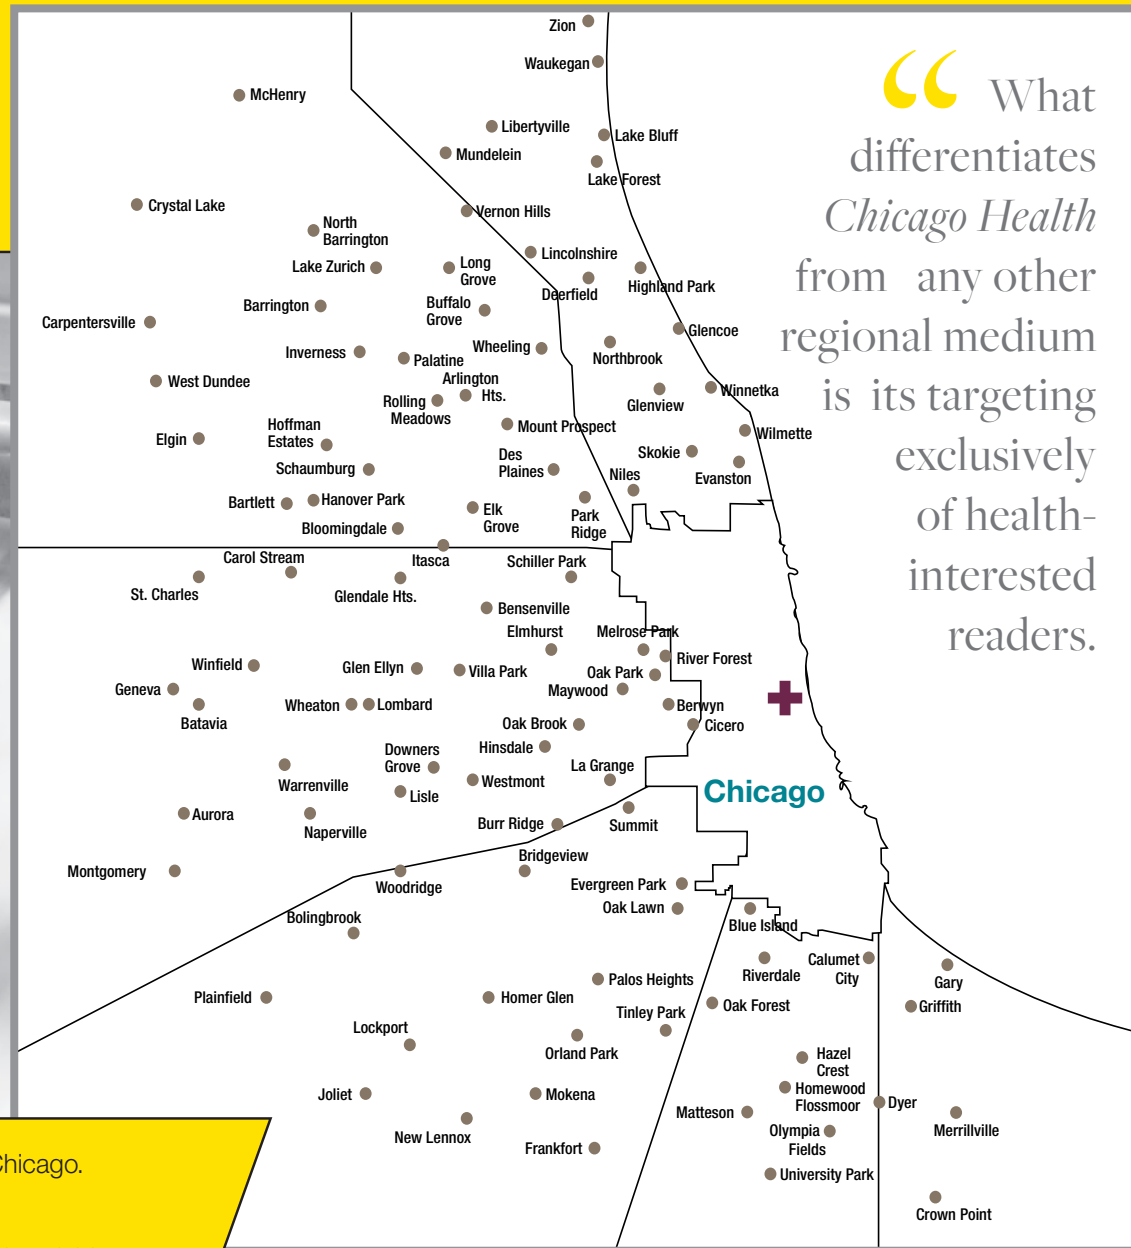 Zion
Waukegan
McHenry
Libertyville
Lake Bluff
Mundelein
Lake Forest
Crystal Lake
Vernon Hills
North
Barrington
Lincolnshire
Lake Zurich
Long
Grove
Deerfield
Highland Park
Barrington
Buffalo
Grove
Carpentersville
Glencoe
Inverness
Palatine
Wheeling
Northbrook
West Dundee
Arlington
Hts.
Rolling
Meadows
Glenview
Winnetka
Hoffman
Estates
Mount Prospect
Wilmette
Elgin
Schaumburg
Des
Plaines
Skokie
Evanston
Niles
Bartlett
Hanover Park
Elk
Grove
Park
Ridge
Bloomingdale
Itasca
Carol Stream
Schiller Park
St. Charles
Glendale Hts.
Bensenville
Elmhurst
Melrose Park
River Forest
Winfield
Glen Ellyn
Villa Park
Oak Park
Geneva
Maywood
Batavia
Wheaton
Lombard
Berwyn
Oak Brook
Cicero
Hinsdale
Downers
Grove
Warrenville
Westmont
La Grange
Lisle
Chicago
Aurora
Naperville
Burr Ridge
Summit
Montgomery
Woodridge
Bridgeview
Evergreen Park
Oak Lawn
Blue Island
Bolingbrook
Riverdale
Calumet
City
Gary
Palos Heights
Plainfield
Homer Glen
Oak Forest
Griffith
Tinley Park
Lockport
Orland Park
Hazel
Crest
Joliet
Mokena
Homewood
Flossmoor
Dyer
Matteson
Merrillville
New Lennox
Olympia
Fields
Frankfort
University Park
Crown Point
“ What
differentiates
Chicago Health
from any other
regional medium
is its targeting
exclusively
of health-
interested
readers.
Chicago.